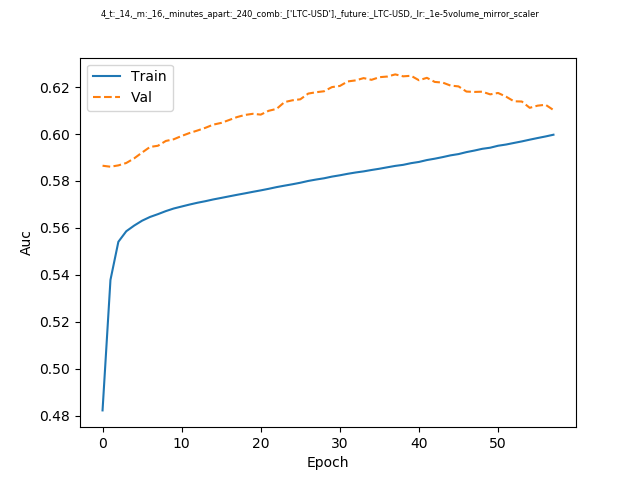 4_t:_14,_m:_16,_minutes_apart:_240_comb:_['LTC-USD'],_future:_LTC-USD,_lr:_1e-5volume_mirror_scaler
Train
Val
0.62
0.60
0.58
0.56
0.54
0.52
0.50
0.48
Auc
0 10 20 30 40 50
Epoch